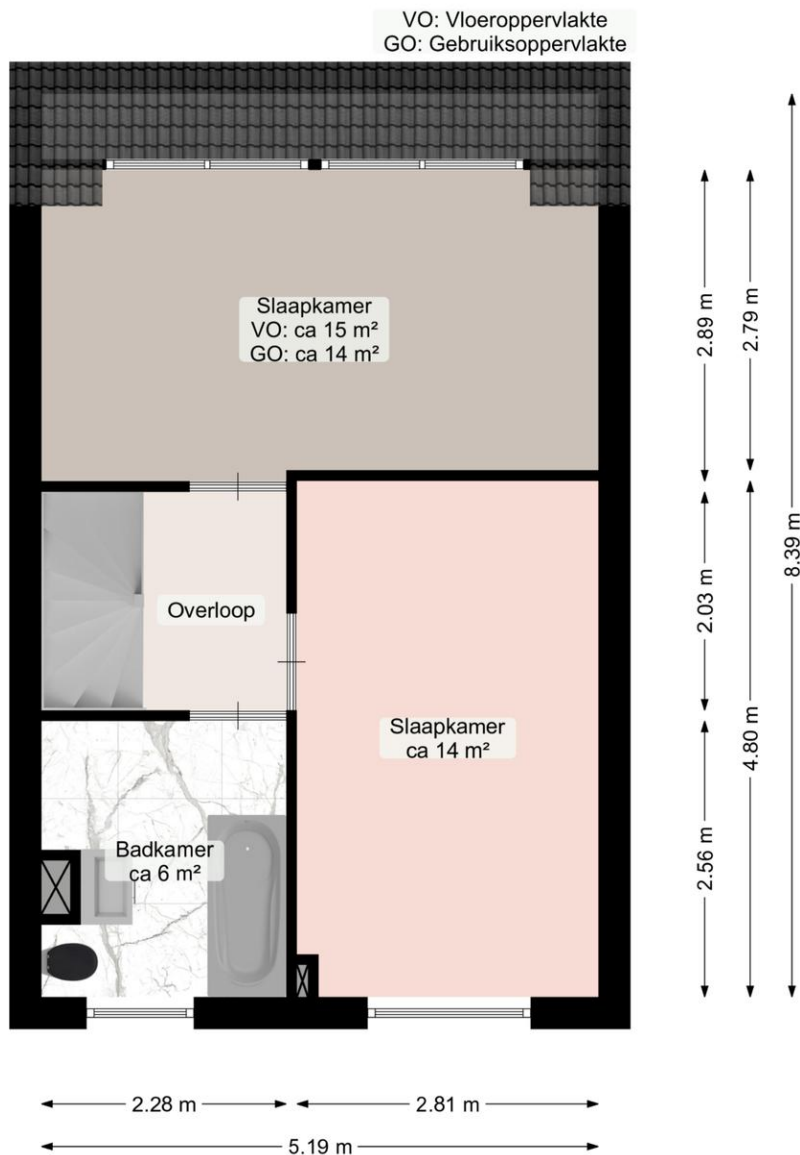 VO: Vloeroppervlakte
GO: Gebruiksoppervlakte
Slaapkamer
VO: ca 15 m²
GO: ca 14 m²
2.89 m
2.79 m
8.39 m
Overloop
2.03 m
Slaapkamer
ca 14 m²
4.80 m
Badkamer
ca 6 m²
2.56 m
2.28 m
2.81 m
5.19 m